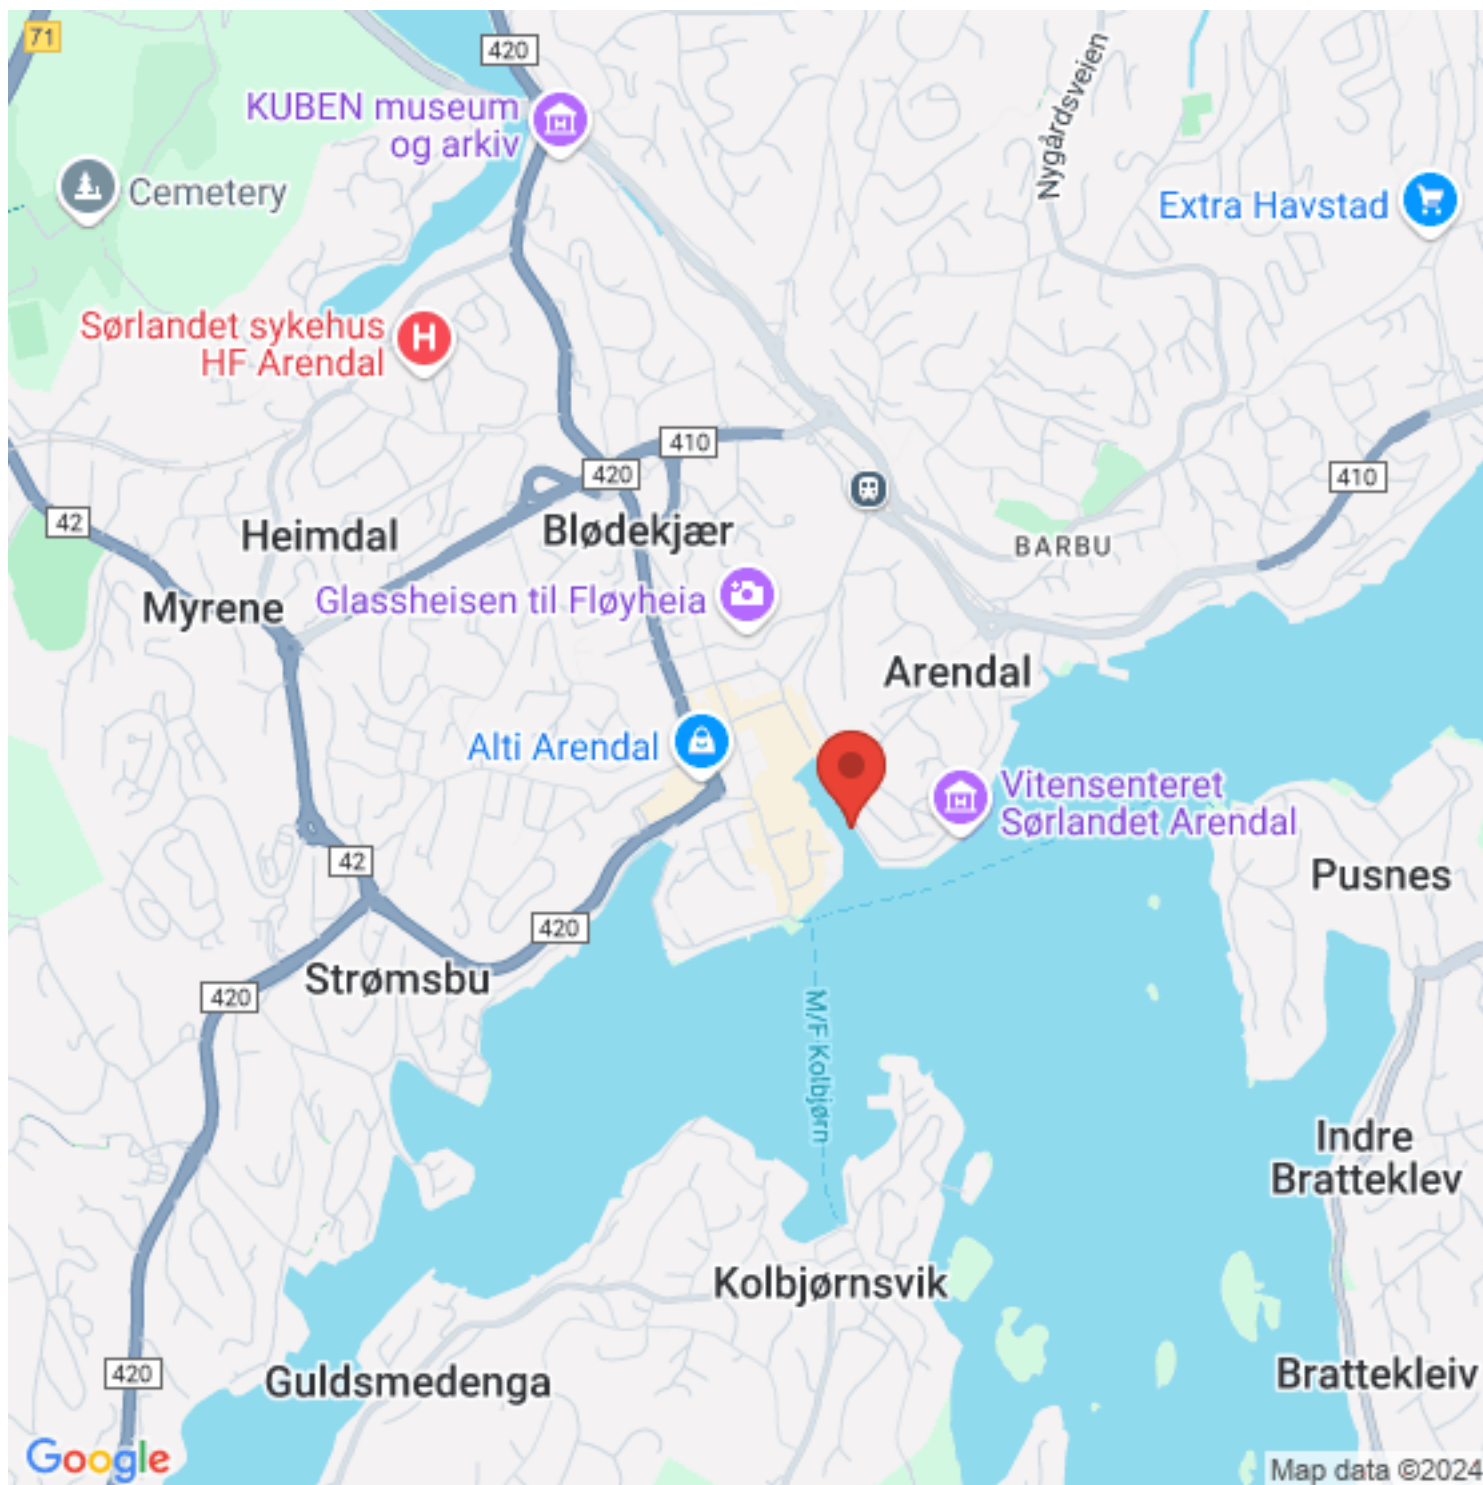 71
420
Nygårdsveien
KUBEN museum
og arkiv
Cemetery
Extra Havstad
Sørlandet sykehus
HF Arendal
410
420
410
42
Heimdal
Blødekjær
BARBU
Myrene
Glassheisen til Fløyheia
Arendal
Alti Arendal
Vitensenteret
Sørlandet Arendal
42
Pusnes
420
Strømsbu
420
M/F Kolbjørn
Indre
Bratteklev
Kolbjørnsvik
420
Guldsmedenga
Brattekleiv
Google
Map data ©2024